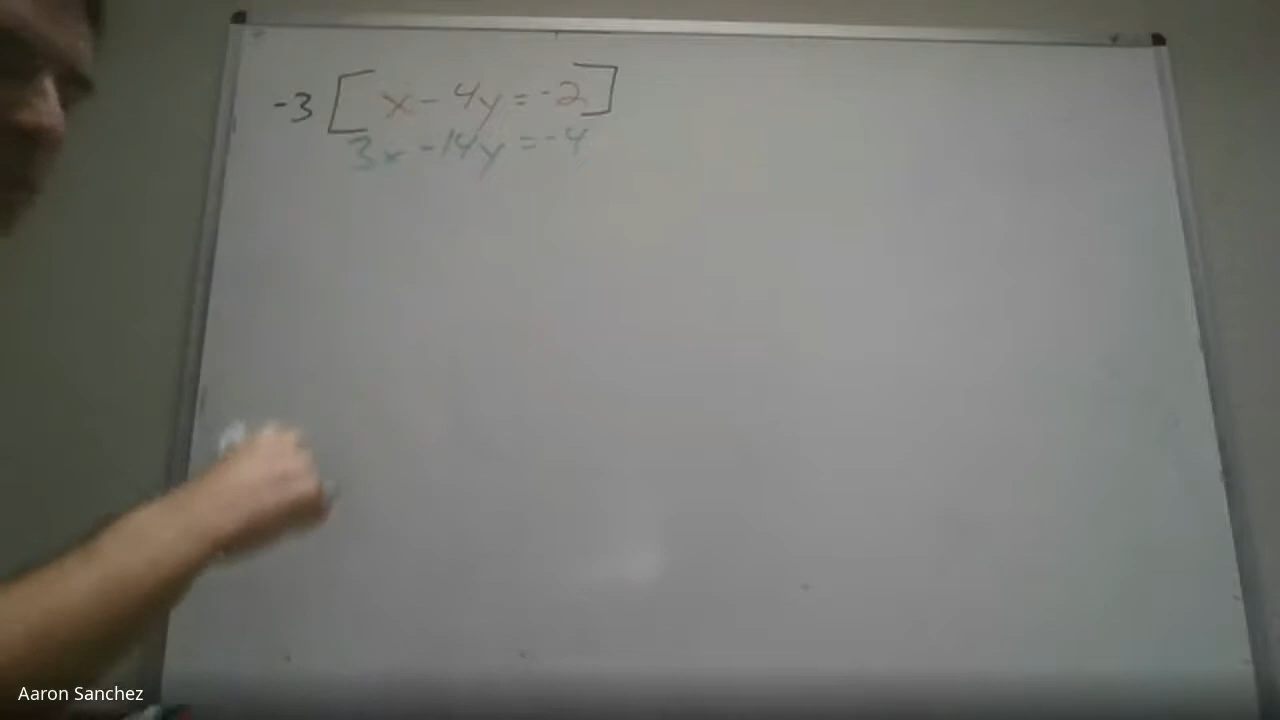 -3 [ x - 4y = -2 ]
3x - 14y = -4
Aaron Sanchez